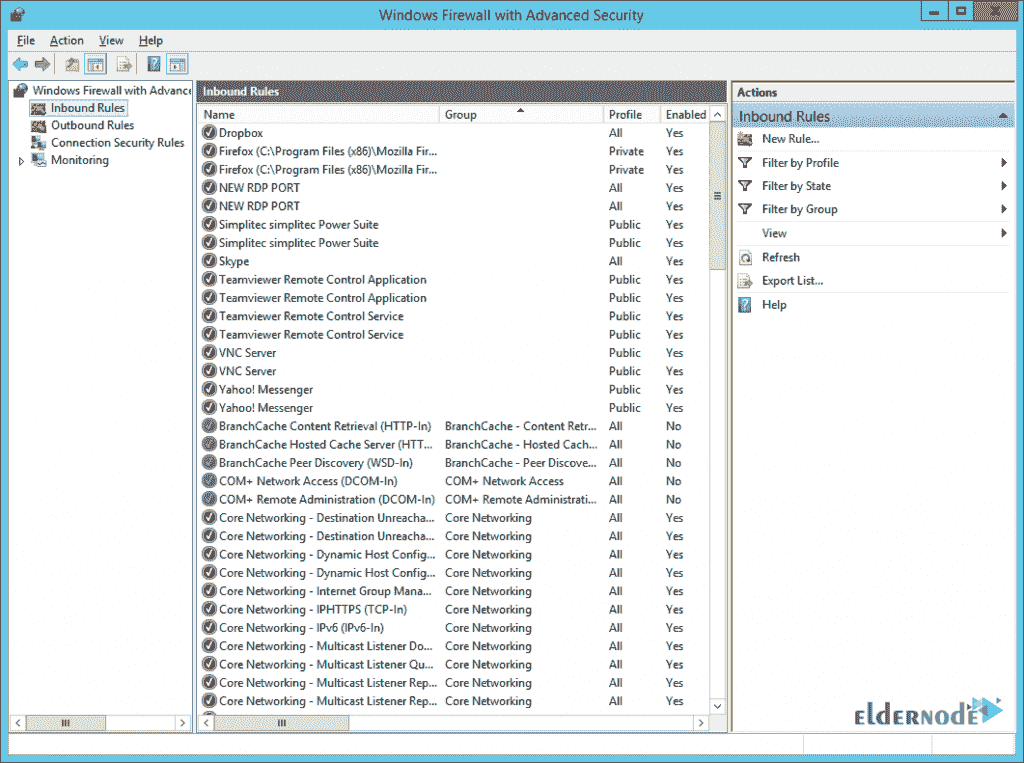 Windows Firewall with Advanced Security
File Action View Help
Windows Firewall with Advance
Inbound Rules
Outbound Rules
Connection Security Rules
Monitoring
Inbound Rules
Name Group Profile Enabled
Dropbox All Yes
Firefox (C:\Program Files (x86)\Mozilla Fir... Private Yes
Firefox (C:\Program Files (x86)\Mozilla Fir... Private Yes
NEW RDP PORT All Yes
NEW RDP PORT All Yes
Simplitec simplitec Power Suite Public Yes
Simplitec simplitec Power Suite Public Yes
Skype All Yes
Teamviewer Remote Control Application Public Yes
Teamviewer Remote Control Application Public Yes
Teamviewer Remote Control Service Public Yes
Teamviewer Remote Control Service Public Yes
VNC Server Public Yes
VNC Server Public Yes
Yahoo! Messenger Public Yes
Yahoo! Messenger Public Yes
BranchCache Content Retrieval (HTTP-In) BranchCache - Content Retr... All No
BranchCache Hosted Cache Server (HTT... BranchCache - Hosted Cach... All No
BranchCache Peer Discovery (WSD-In) BranchCache - Peer Discove... All No
COM+ Network Access (DCOM-In) COM+ Network Access All No
COM+ Remote Administration (DCOM-In) COM+ Remote Administrati... All No
Core Networking - Destination Unreacha... Core Networking All Yes
Core Networking - Destination Unreacha... Core Networking All Yes
Core Networking - Dynamic Host Config... Core Networking All Yes
Core Networking - Dynamic Host Config... Core Networking All Yes
Core Networking - Internet Group Mana... Core Networking All Yes
Core Networking - IPHTTPS (TCP-In) Core Networking All Yes
Core Networking - IPv6 (IPv6-In) Core Networking All Yes
Core Networking - Multicast Listener Do... Core Networking All Yes
Core Networking - Multicast Listener Qu... Core Networking All Yes
Core Networking - Multicast Listener Rep... Core Networking All Yes
Core Networking - Multicast Listener Rep... Core Networking All Yes
Actions
Inbound Rules
New Rule...
Filter by Profile
Filter by State
Filter by Group
View
Refresh
Export List...
Help
eldernode